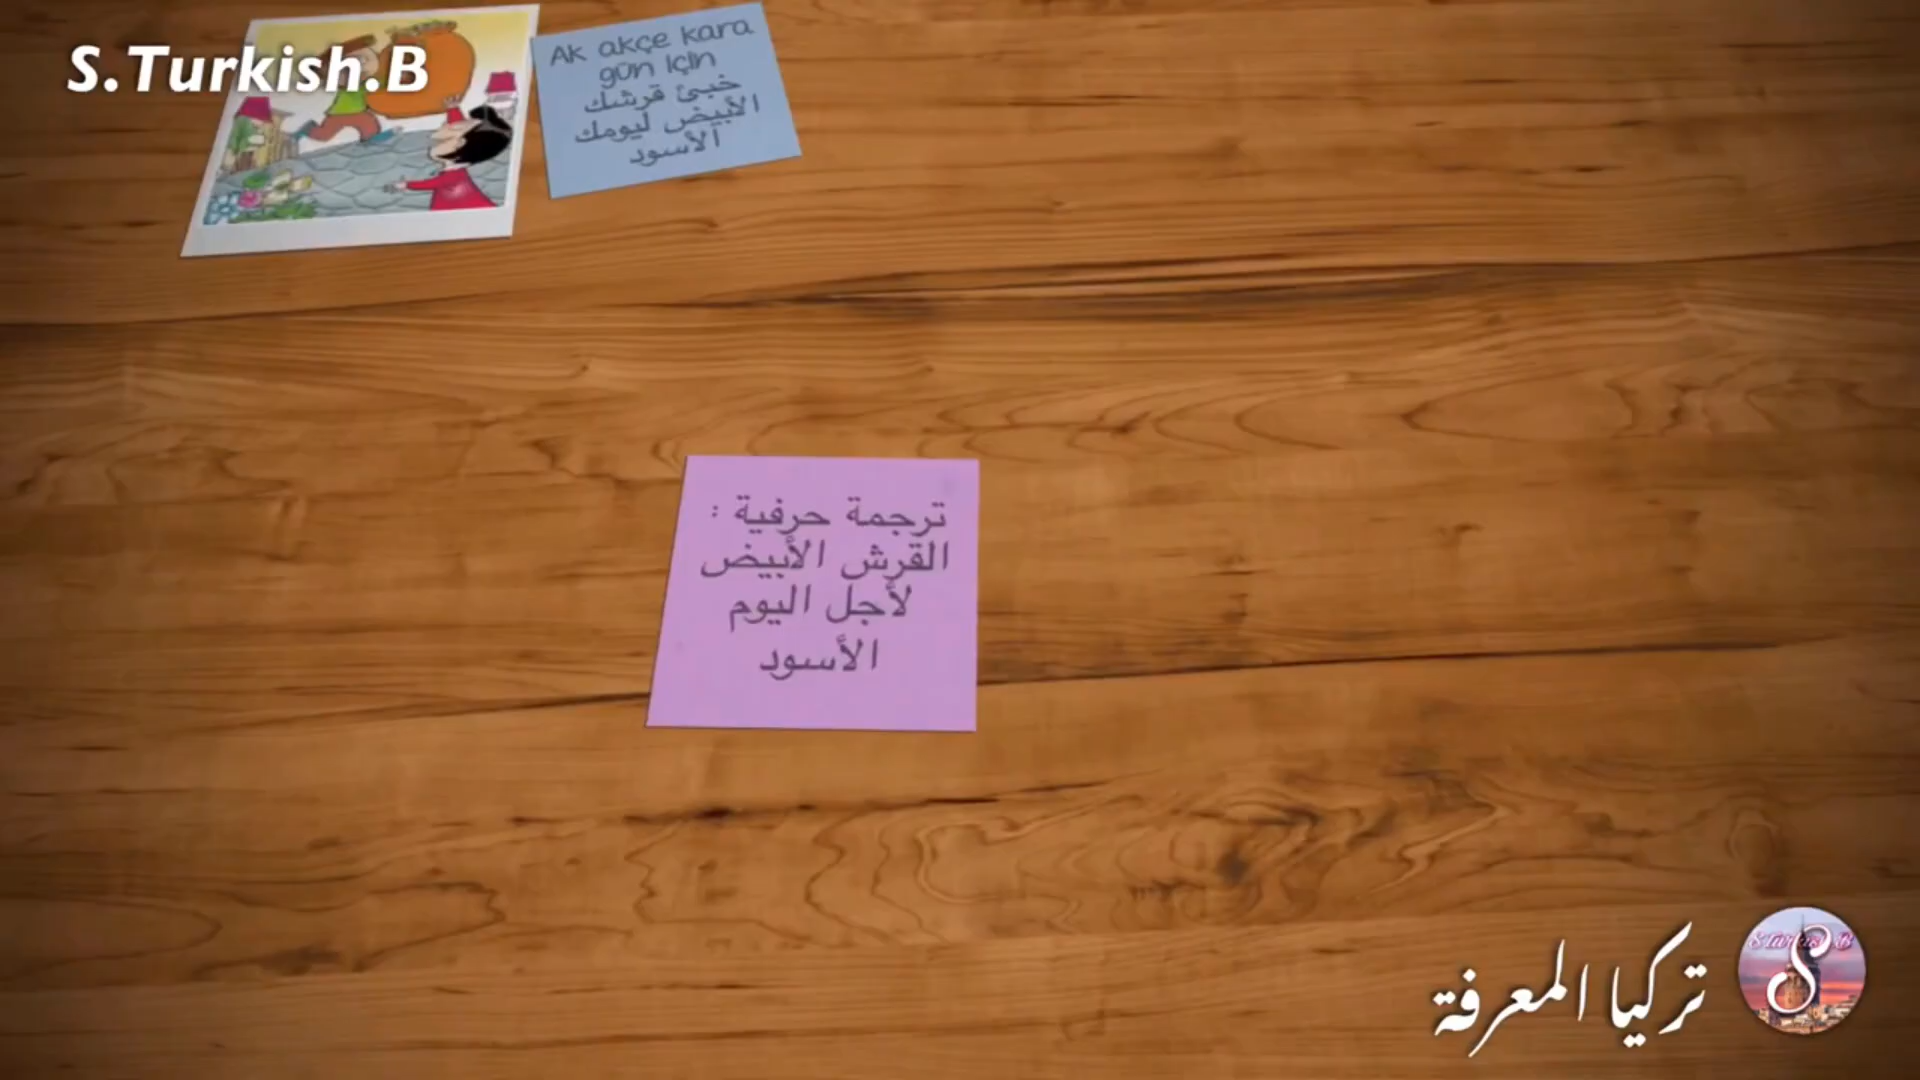 S.Turkish.B
Ak akçe kara
gün için
خبئ قرشك
الأبيض ليومك
الأسود
ترجمة حرفية :
القرش الأبيض
لأجل اليوم
الأسود
تركيا المعرفة
S Turkish B